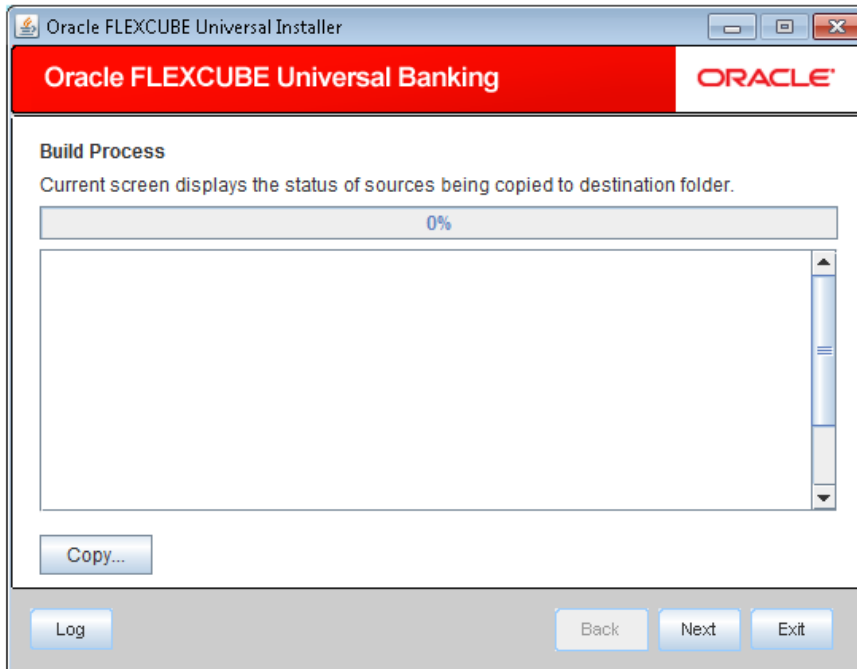 Oracle FLEXCUBE Universal Installer
Oracle FLEXCUBE Universal Banking
ORACLE
Build Process
Current screen displays the status of sources being copied to destination folder.
0%
Copy...
Log
Back
Next
Exit